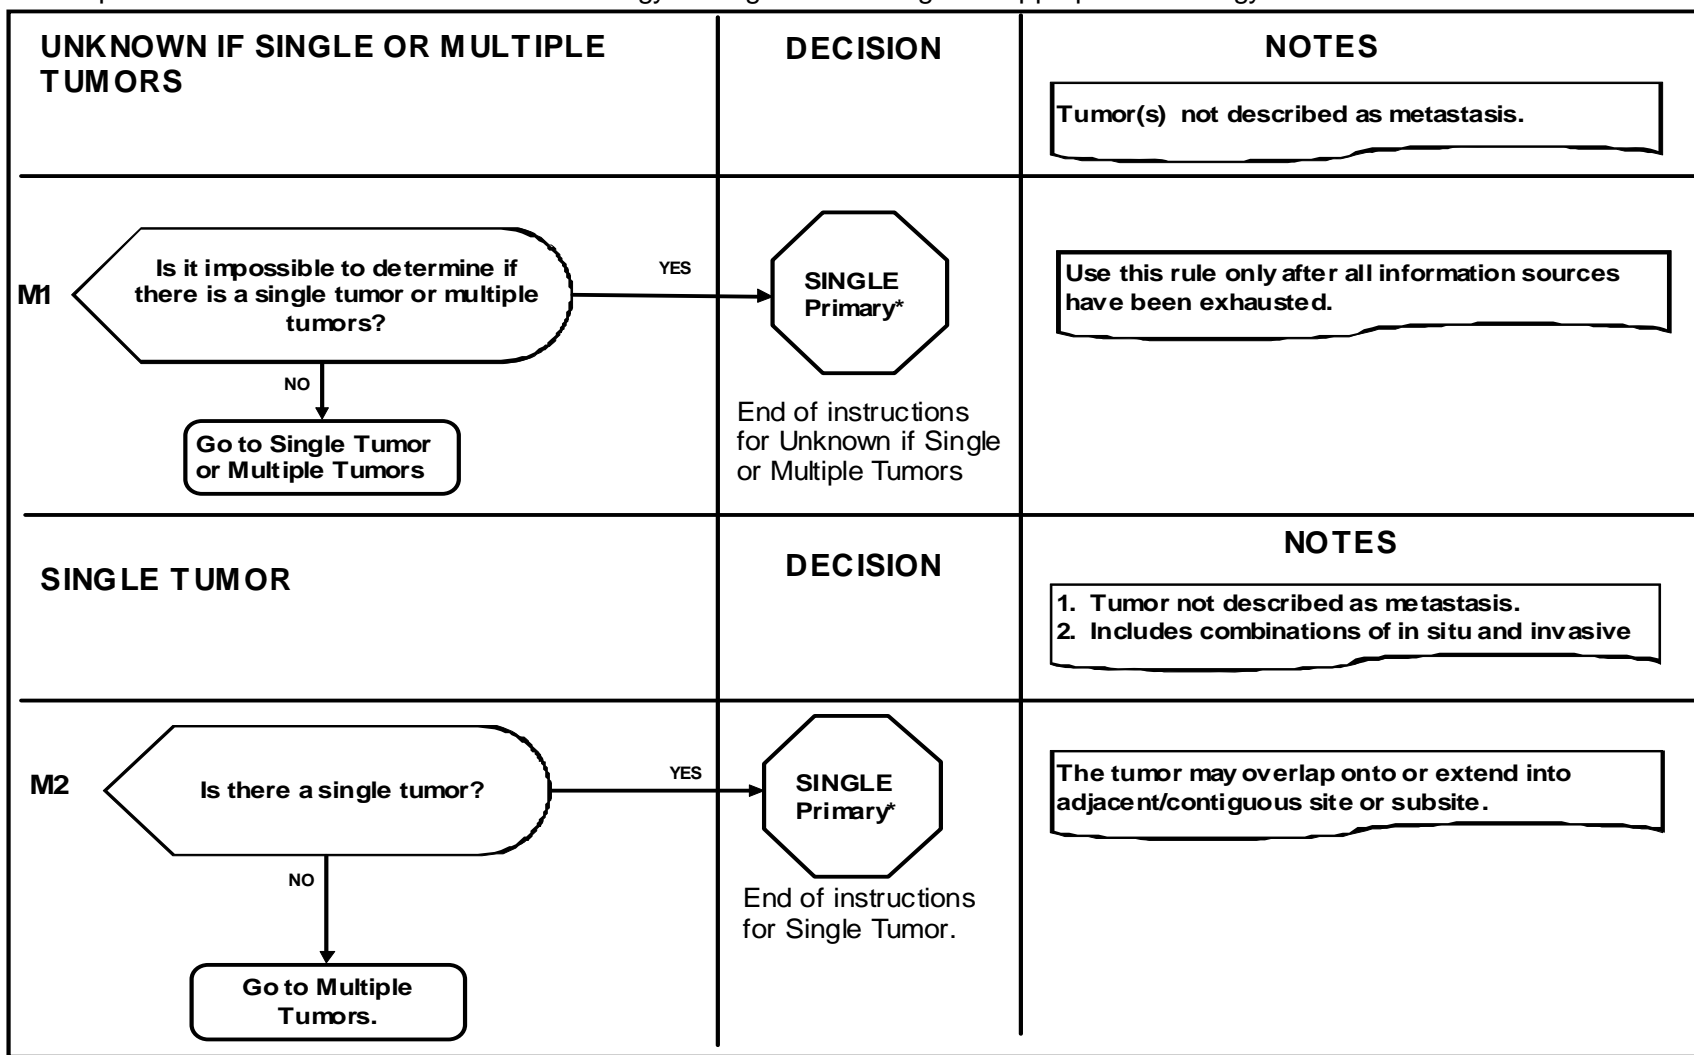 UNKNOWN IF SINGLE OR MULTIPLE
TUMORS
DECISION
NOTES
Tumor(s) not described as metastasis.
M1
Is it impossible to determine if
there is a single tumor or multiple
tumors?
YES
SINGLE
Primary*
Use this rule only after all information sources
have been exhausted.
NO
Go to Single Tumor
or Multiple Tumors
End of instructions
for Unknown if Single
or Multiple Tumors
SINGLE TUMOR
DECISION
NOTES
1. Tumor not described as metastasis.
2. Includes combinations of in situ and invasive
M2
Is there a single tumor?
YES
SINGLE
Primary*
The tumor may overlap onto or extend into
adjacent/contiguous site or subsite.
NO
Go to Multiple
Tumors.
End of instructions
for Single Tumor.